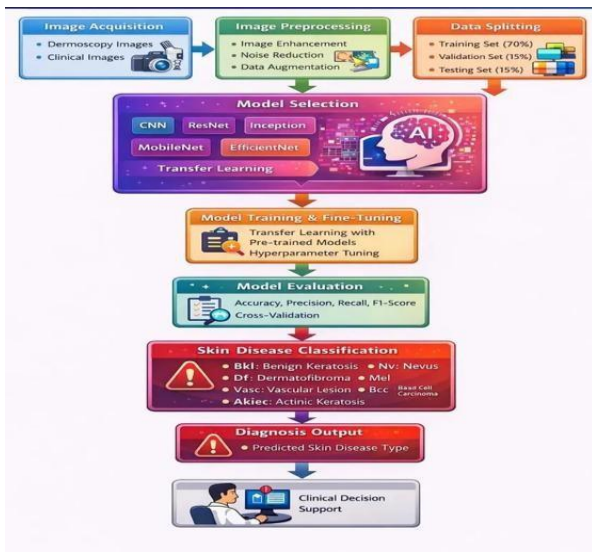 Image Acquisition
• Dermoscopy Images
• Clinical Images
Image Preprocessing
• Image Enhancement
• Noise Reduction
• Data Augmentation
Data Splitting
• Training Set (70%)
• Validation Set (15%)
• Testing Set (15%)
Model Selection
CNN ResNet Inception
MobileNet EfficientNet
• Transfer Learning
AI
Model Training & Fine-Tuning
Transfer Learning with
Pre-trained Models
Hyperparameter Tuning
Model Evaluation
Accuracy, Precision, Recall, F1-Score
Cross-Validation
Skin Disease Classification
• Bkl: Benign Keratosis • Nv: Nevus
• Df: Dermatofibroma • Mel
• Vasc: Vascular Lesion • Bcc Basd Cell
Carcinoma
• Akiec: Actinic Keratosis
Diagnosis Output
• Predicted Skin Disease Type
Clinical Decision
Support